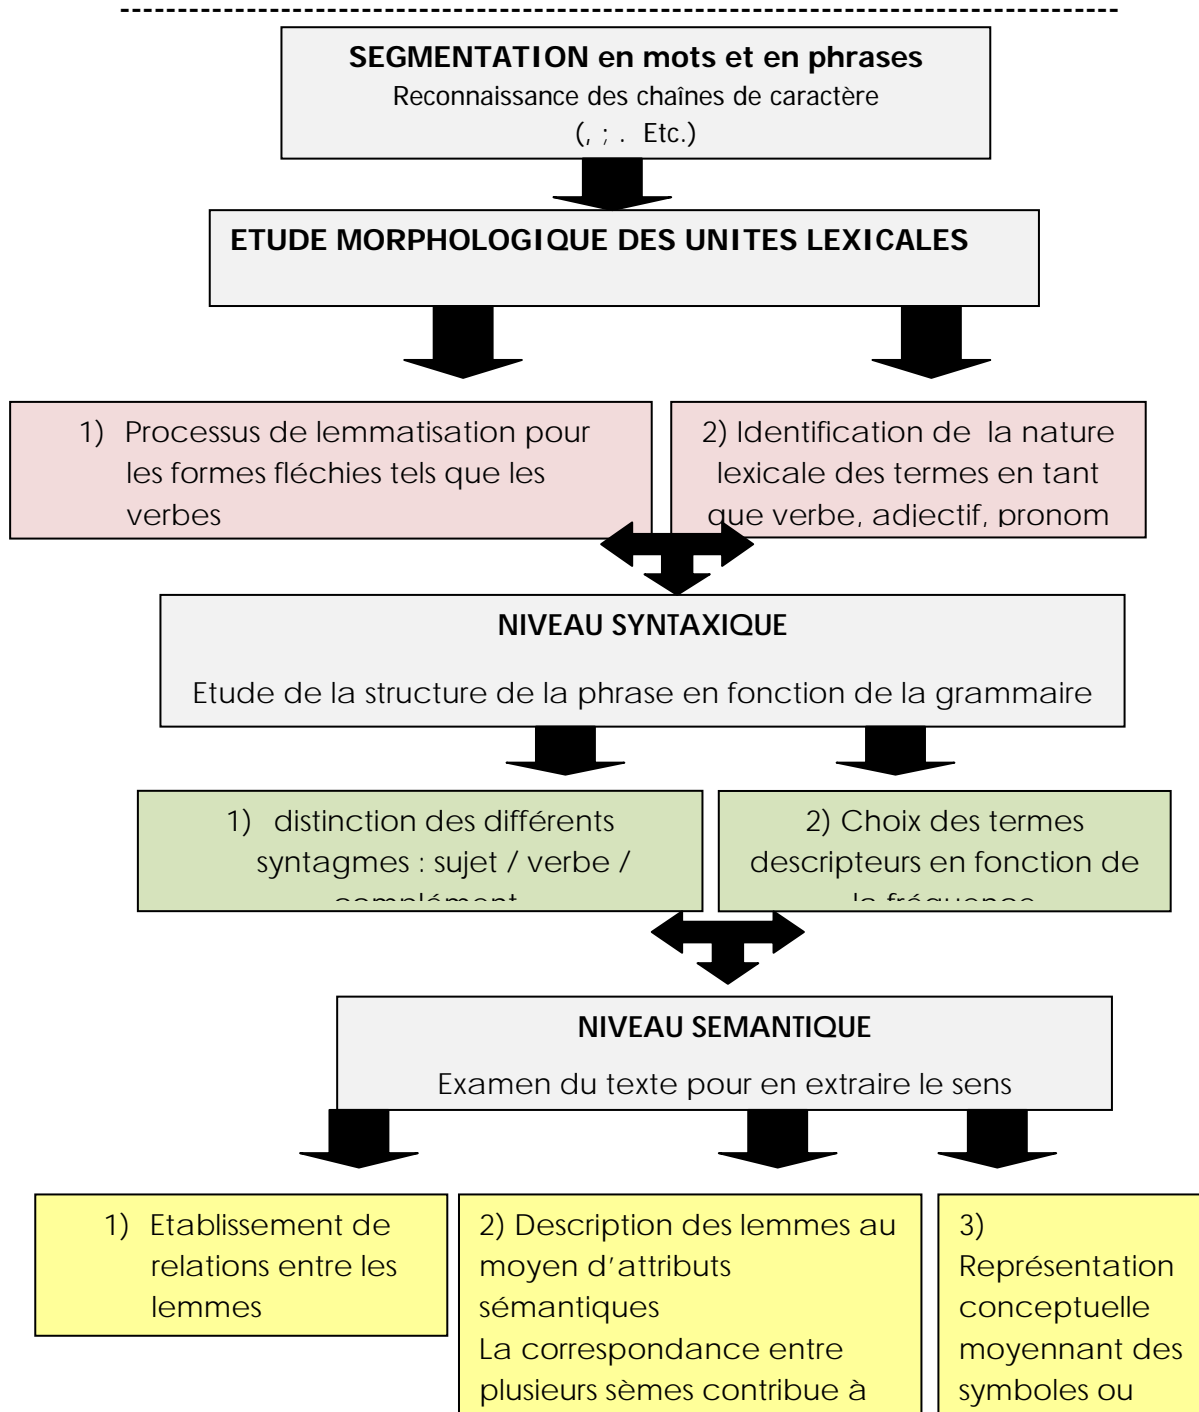 SEGMENTATION en mots et en phrases
Reconnaissance des chaînes de caractère
(, ; . Etc.)
ETUDE MORPHOLOGIQUE DES UNITES LEXICALES
1) Processus de lemmatisation pour
les formes fléchies tels que les
verbes
2) Identification de la nature
lexicale des termes en tant
que verbe, adjectif, pronom
NIVEAU SYNTAXIQUE
Etude de la structure de la phrase en fonction de la grammaire
1) distinction des différents
syntagmes : sujet / verbe /
complément
2) Choix des termes
descripteurs en fonction de
la fréquence
NIVEAU SEMANTIQUE
Examen du texte pour en extraire le sens
1) Etablissement de
relations entre les
lemmes
2) Description des lemmes au
moyen d'attributs
sémantiques
La correspondance entre
plusieurs sèmes contribue à
3)
Représentation
conceptuelle
moyennant des
symboles ou